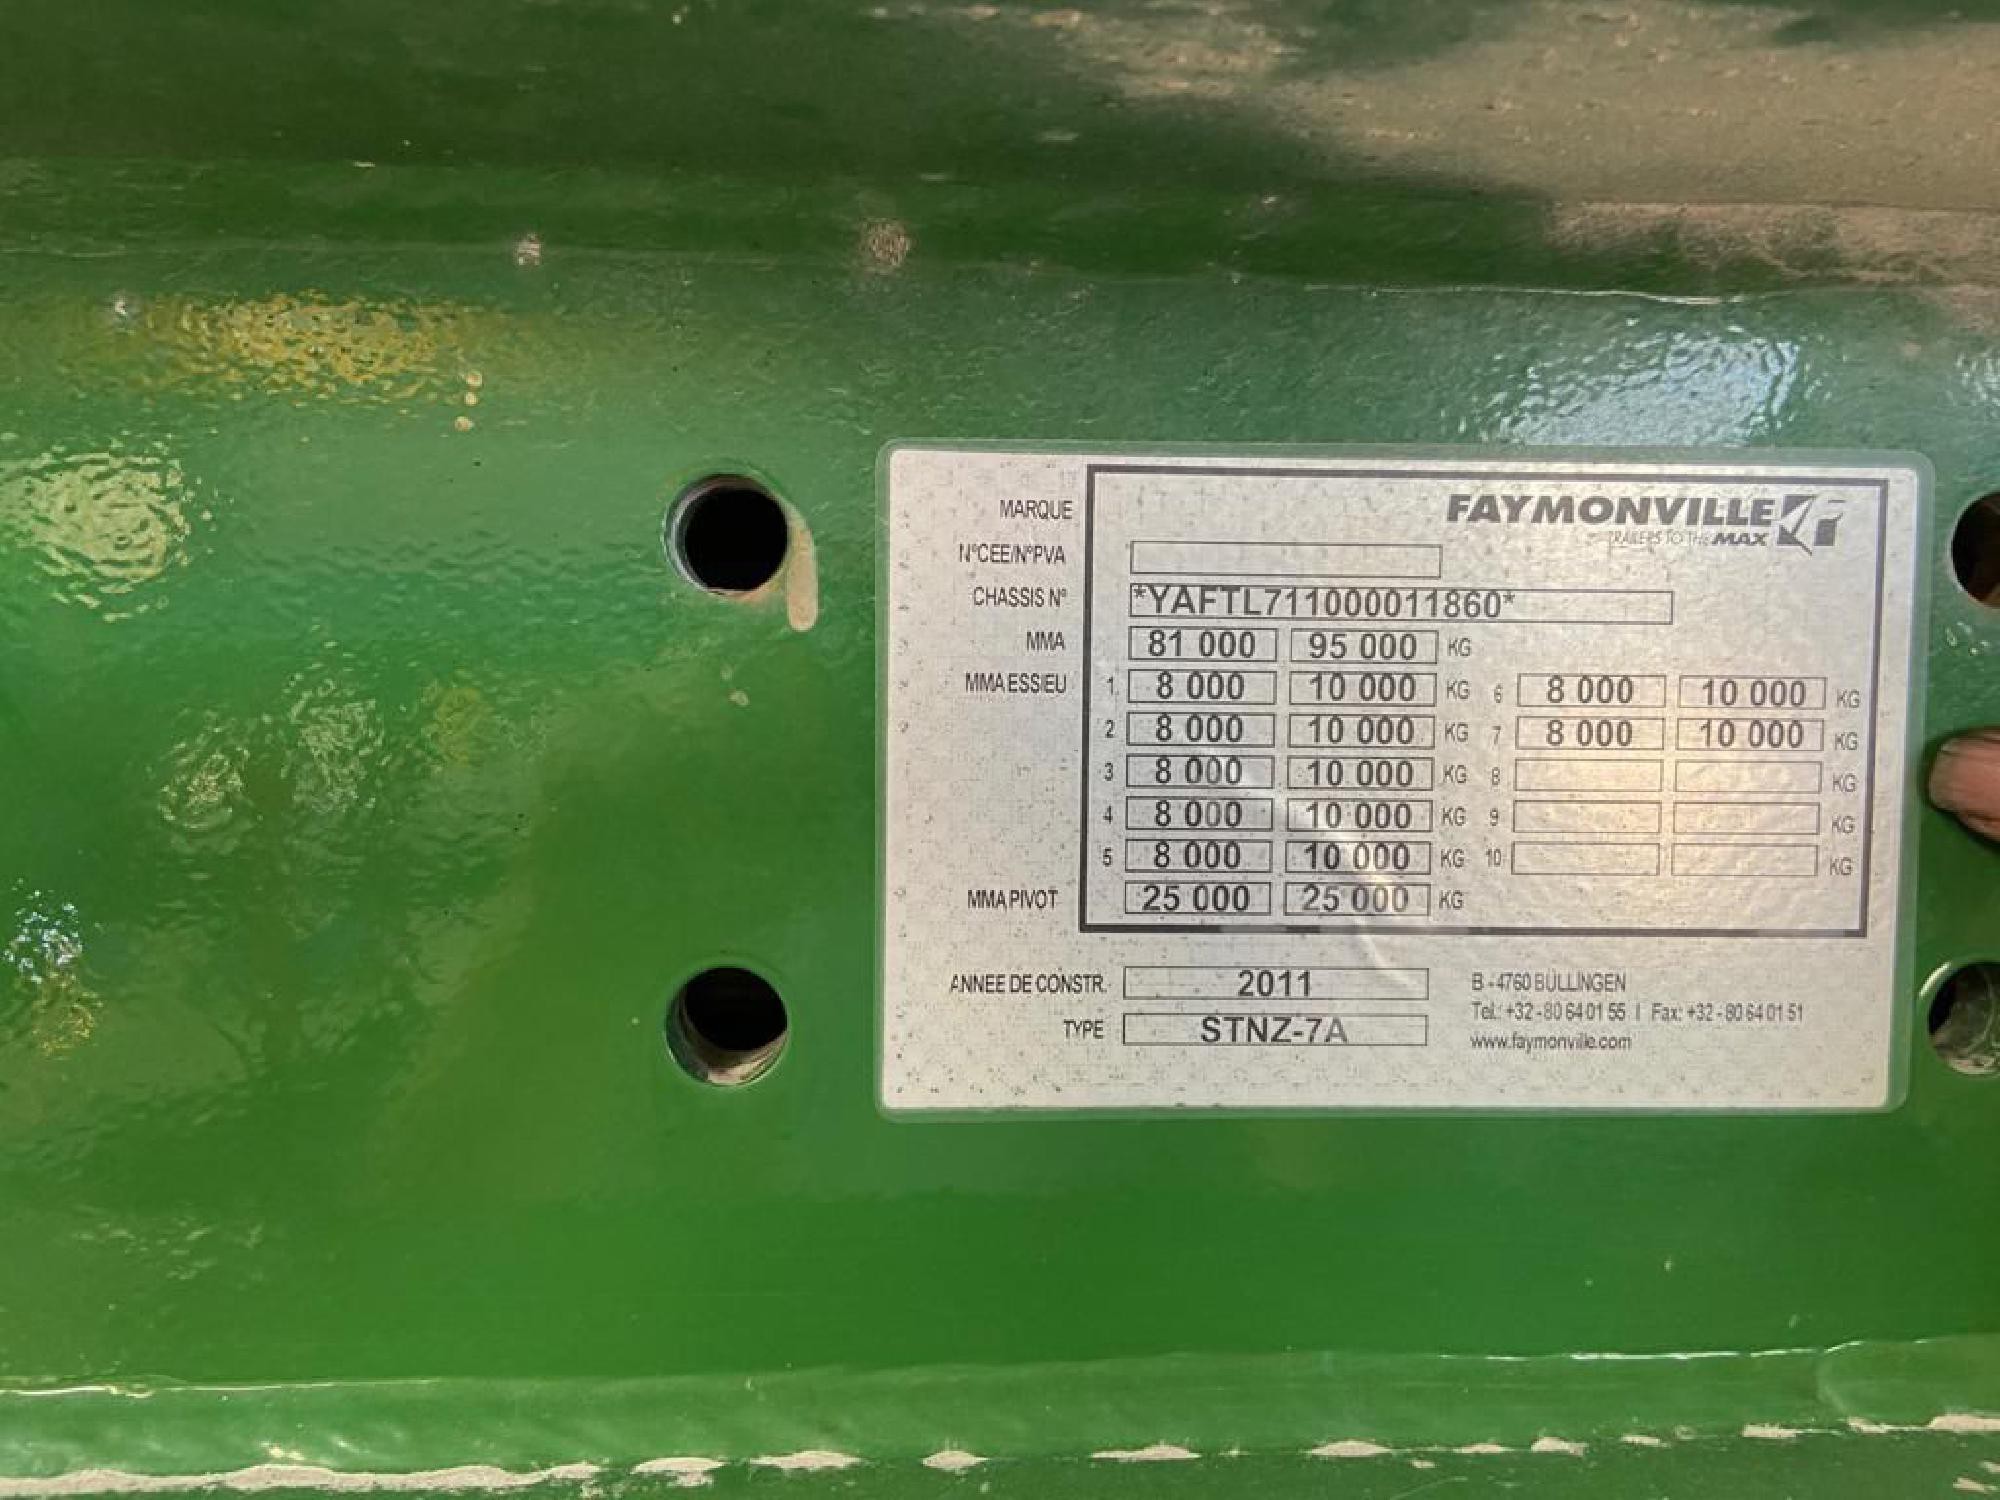 MARQUE FAYMONVILLE
TRAILERS TO THE MAX
N°CEE/N°PVA
CHASSIS N° *YAFTL711000011860*
MMA 81 000 95 000 KG
MMA ESSIEU 1 8 000 10 000 KG 6 8 000 10 000 KG
2 8 000 10 000 KG 7 8 000 10 000 KG
3 8 000 10 000 KG 8 KG
4 8 000 10 000 KG 9 KG
5 8 000 10 000 KG 10 KG
MMA PIVOT 25 000 25 000 KG
ANNEE DE CONSTR. 2011 B - 4760 BÜLLINGEN
Tel.: +32 - 80 64 01 55 | Fax: +32 - 80 64 01 51
TYPE STNZ-7A www.faymonville.com